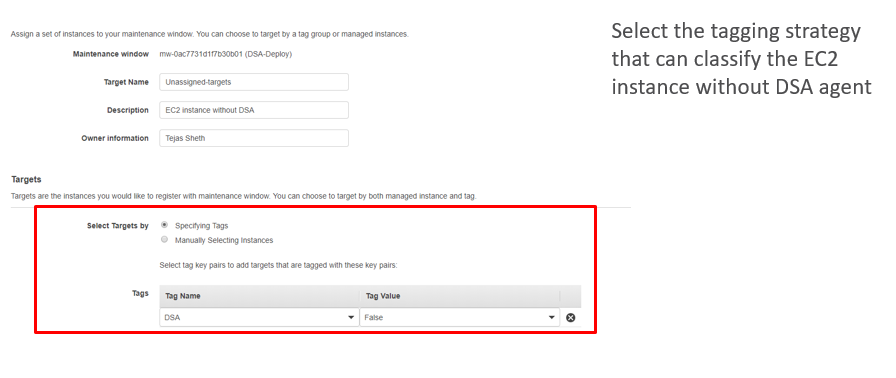 Assign a set of instances to your maintenance window. You can choose to target by a tag group or managed instances.
Maintenance window mw-0ac7731d1f7b30b01 (DSA-Deploy)
Target Name Unassigned-targets
Description EC2 instance without DSA
Owner information Tejas Sheth
Select the tagging strategy
that can classify the EC2
instance without DSA agent
Targets
Targets are the instances you would like to register with maintenance window. You can choose to target by both managed instance and tag.
Select Targets by Specifying Tags
Manually Selecting Instances
Select tag key pairs to add targets that are tagged with these key pairs:
Tags Tag Name Tag Value
DSA False